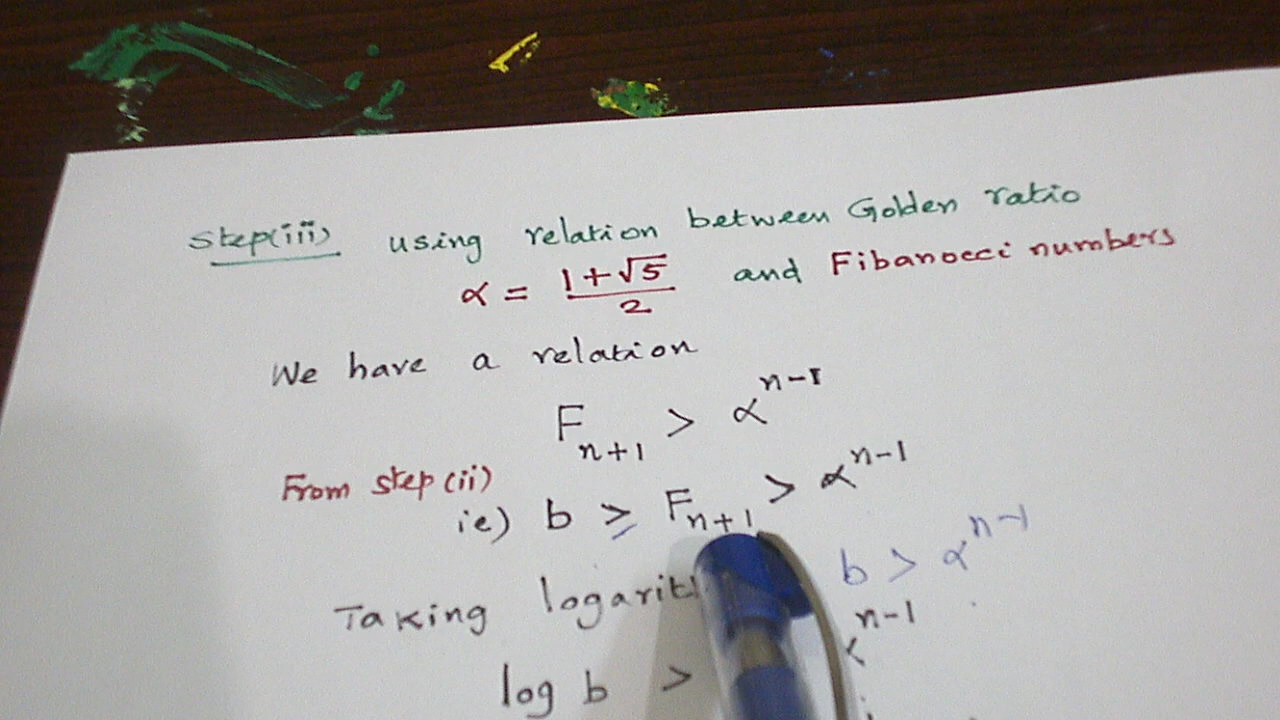 Step(iii) using relation between Golden ratio
α = (1+√5)/2 and Fibanocci numbers
We have a relation
F_{n+1} > α^{n-1}
From step (ii)
ie) b ≥ F_{n+1} > α^{n-1}
b > α^{n-1}
Taking
log b > α^{n-1}